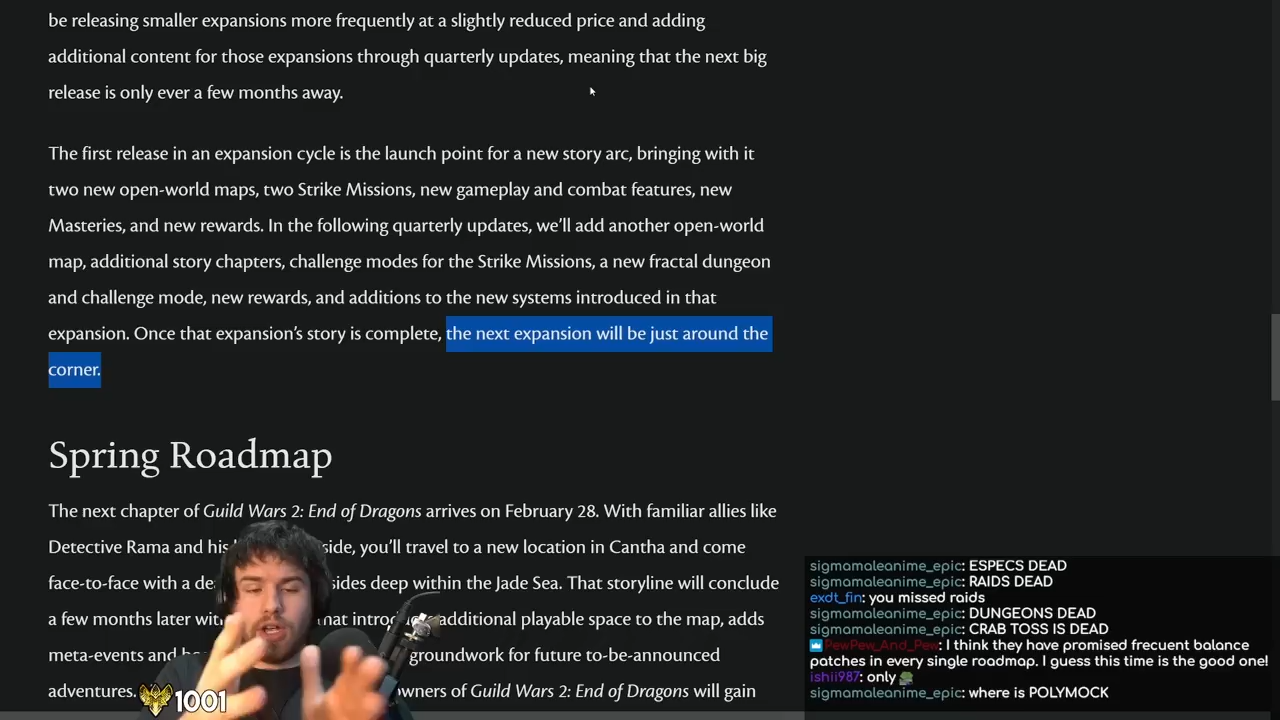 be releasing smaller expansions more frequently at a slightly reduced price and adding
additional content for those expansions through quarterly updates, meaning that the next big
release is only ever a few months away.
The first release in an expansion cycle is the launch point for a new story arc, bringing with it
two new open-world maps, two Strike Missions, new gameplay and combat features, new
Masteries, and new rewards. In the following quarterly updates, we'll add another open-world
map, additional story chapters, challenge modes for the Strike Missions, a new fractal dungeon
and challenge mode, new rewards, and additions to the new systems introduced in that
expansion. Once that expansion's story is complete, the next expansion will be just around the
corner.
Spring Roadmap
The next chapter of Guild Wars 2: End of Dragons arrives on February 28. With familiar allies like
Detective Rama and his side, you'll travel to a new location in Cantha and come
face-to-face with a sides deep within the Jade Sea. That storyline will conclude
a few months later additional playable space to the map, adds
meta-events and groundwork for future to-be-announced
adventures. owners of Guild Wars 2: End of Dragons will gain
1001
sigmamaleanime_epic: ESPECS DEAD
sigmamaleanime_epic: RAIDS DEAD
exdt_fin: you missed raids
sigmamaleanime_epic: DUNGEONS DEAD
sigmamaleanime_epic: CRAB TOSS IS DEAD
PewPew_And_Pew: I think they have promised frecuent balance
patches in every single roadmap. I guess this time is the good one!
ishii987: only
sigmamaleanime_epic: where is POLYMOCK